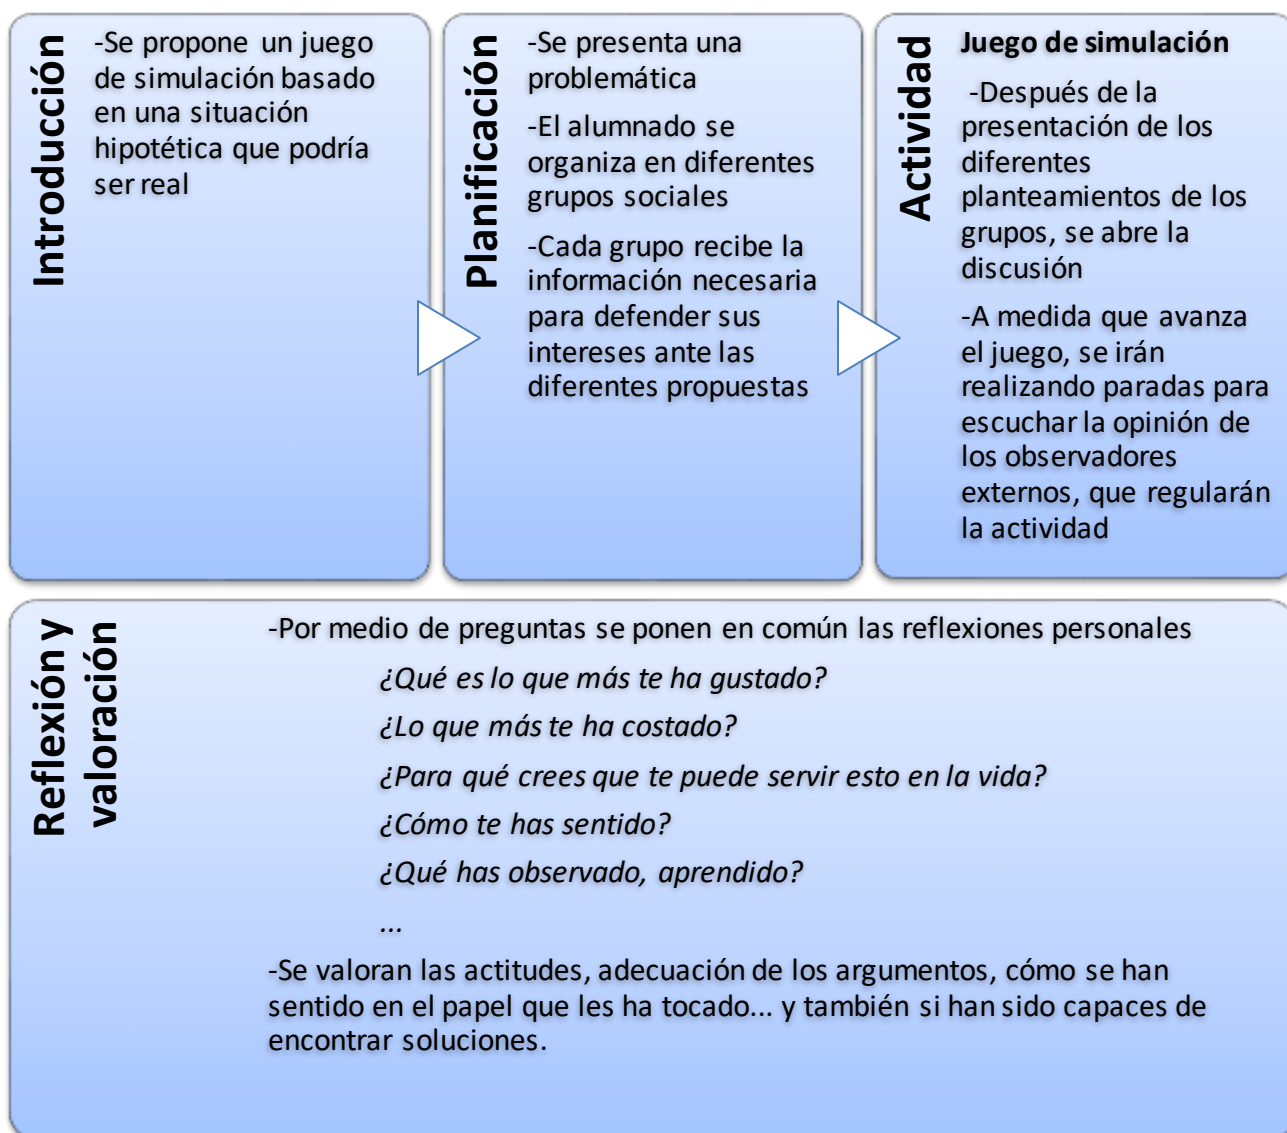 Introducción
-Se propone un juego
de simulación basado
en una situación
hipotética que podría
ser real
Planificación
-Se presenta una
problemática
-El alumnado se
organiza en diferentes
grupos sociales
-Cada grupo recibe la
información necesaria
para defender sus
intereses ante las
diferentes propuestas
Actividad
Juego de simulación
-Después de la
presentación de los
diferentes
planteamientos de los
grupos, se abre la
discusión
-A medida que avanza
el juego, se irán
realizando paradas para
escuchar la opinión de
los observadores
externos, que regularán
la actividad
Reflexión y
valoración
-Por medio de preguntas se ponen en común las reflexiones personales
¿Qué es lo que más te ha gustado?
¿Lo que más te ha costado?
¿Para qué crees que te puede servir esto en la vida?
¿Cómo te has sentido?
¿Qué has observado, aprendido?
...
-Se valoran las actitudes, adecuación de los argumentos, cómo se han
sentido en el papel que les ha tocado... y también si han sido capaces de
encontrar soluciones.